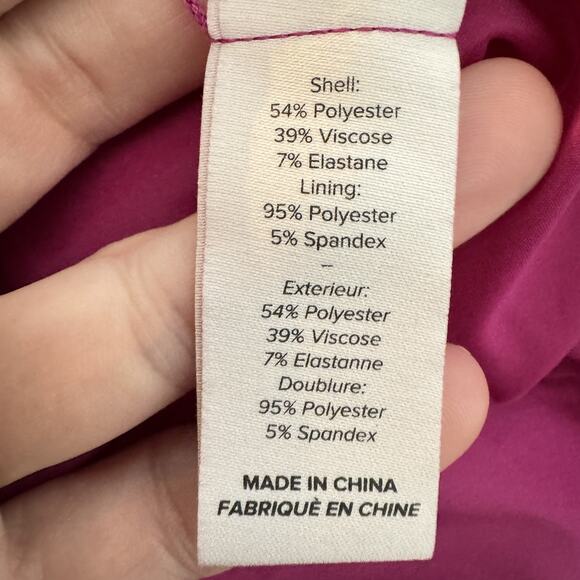 Shell:
54% Polyester
39% Viscose
7% Elastane
Lining:
95% Polyester
5% Spandex
–
Exterieur:
54% Polyester
39% Viscose
7% Elastanne
Doublure:
95% Polyester
5% Spandex
MADE IN CHINA
FABRIQUÈ EN CHINE